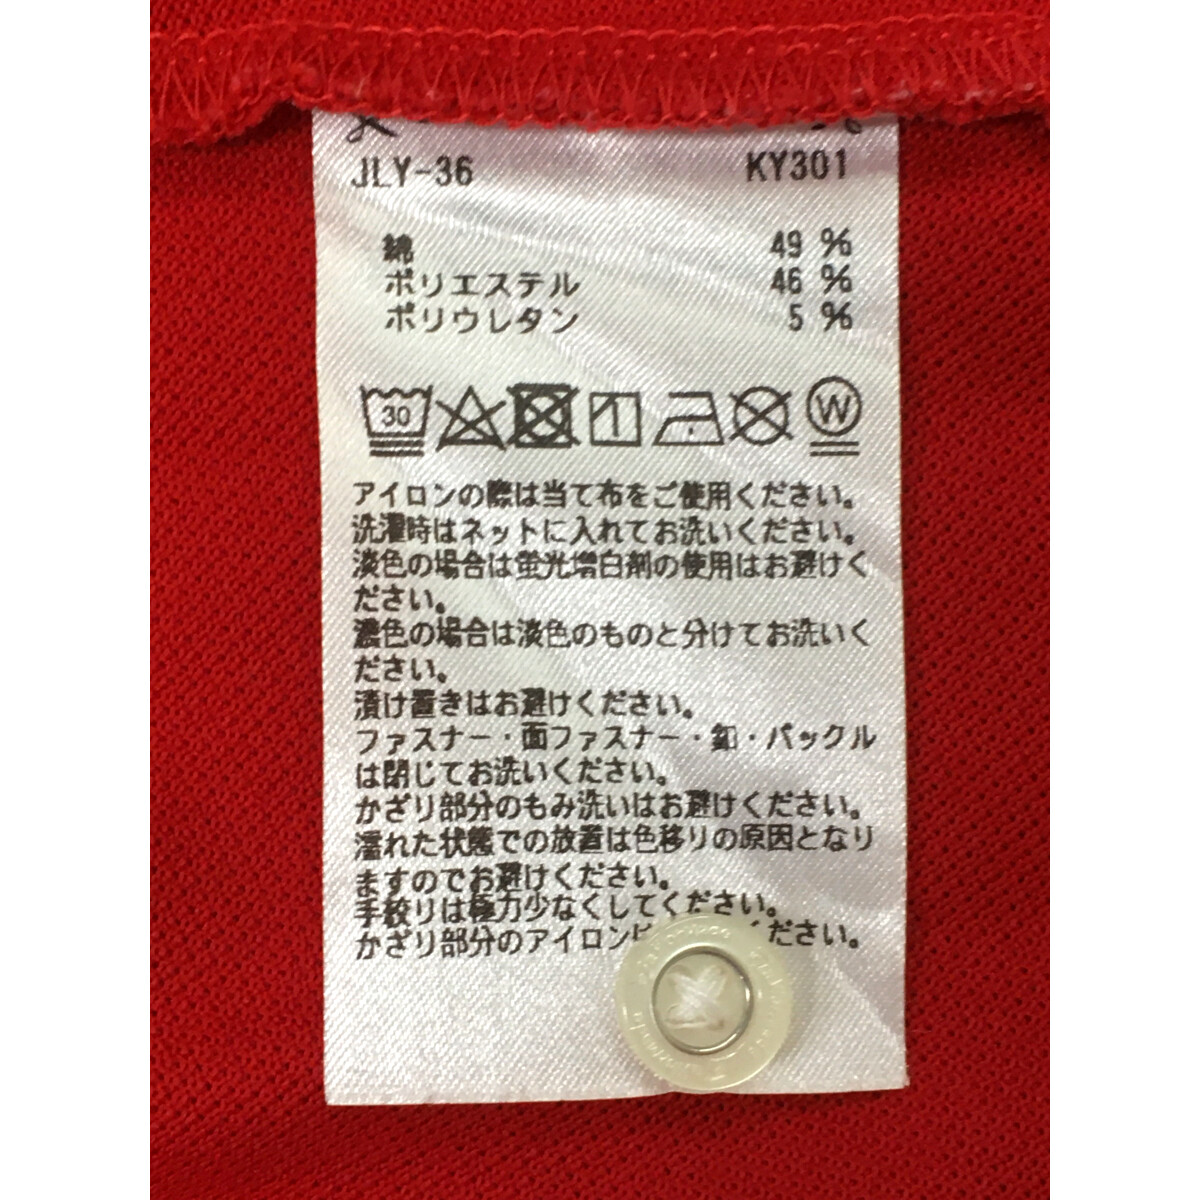 JLY-36 KY301
綿 49 %
ポリエステル 46 %
ポリウレタン 5 %
30 W
アイロンの際は当て布をご使用ください。
洗濯時はネットに入れてお洗いください。
淡色の場合は蛍光増白剤の使用はお避けく
ださい。
濃色の場合は淡色のものと分けてお洗いく
ださい。
漬け置きはお避けください。
ファスナー・面ファスナー・釦・バックル
は閉じてお洗いください。
かざり部分のもみ洗いはお避けください。
濡れた状態での放置は色移りの原因となり
ますのでお避けください。
手絞りは極力少なくしてください。
かざり部分のアイロンは ください。